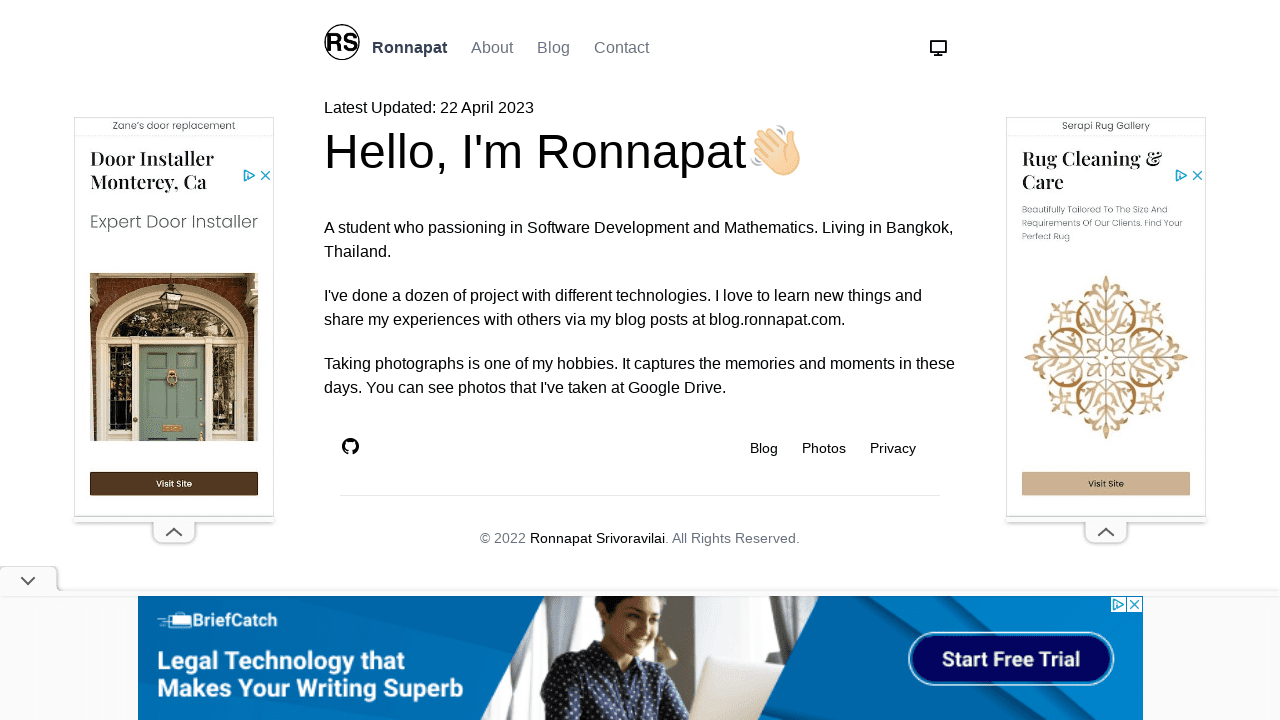 RS Ronnapat About Blog Contact
Latest Updated: 22 April 2023
Hello, I'm Ronnapat
A student who passioning in Software Development and Mathematics. Living in Bangkok,
Thailand.
I've done a dozen of project with different technologies. I love to learn new things and
share my experiences with others via my blog posts at blog.ronnapat.com.
Taking photographs is one of my hobbies. It captures the memories and moments in these
days. You can see photos that I've taken at Google Drive.
Blog Photos Privacy
© 2022 Ronnapat Srivoravilai. All Rights Reserved.
Zane's door replacement
Door Installer
Monterey, Ca
Expert Door Installer
Visit Site
Serapi Rug Gallery
Rug Cleaning &
Care
Beautifully Tailored To The Size And
Requirements Of Our Clients. Find Your
Perfect Rug
Visit Site
BriefCatch
Legal Technology that
Makes Your Writing Superb
Start Free Trial